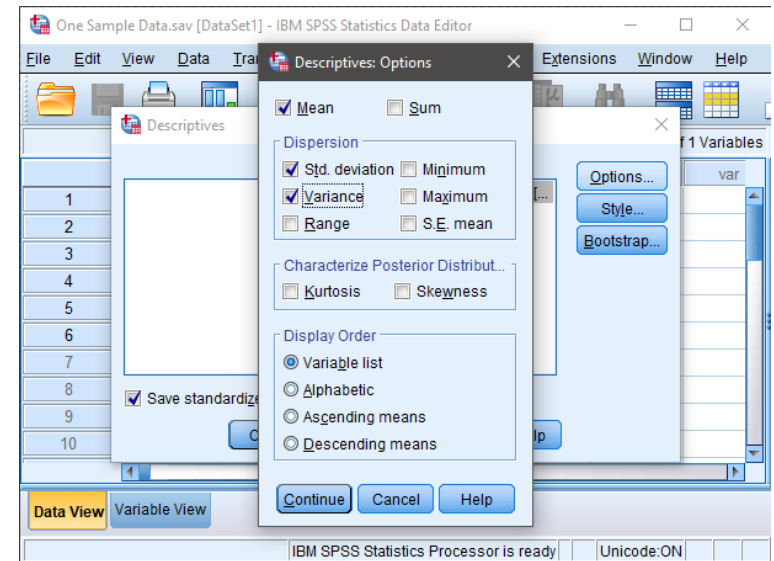 One Sample Data.sav [DataSet1] - IBM SPSS Statistics Data Editor
File Edit View Data Extensions Window Help
Descriptives: Options
Mean Sum
Dispersion
Std. deviation Minimum
Variance Maximum
Range S.E. mean
Characterize Posterior Distribut...
Kurtosis Skewness
Display Order
Variable list
Alphabetic
Ascending means
Descending means
Continue Cancel Help
Descriptives
[...
Options...
Style...
Bootstrap...
Save
1 Variables
var
1
2
3
4
5
6
7
8
9
10
Data View Variable View
IBM SPSS Statistics Processor is ready Unicode:ON